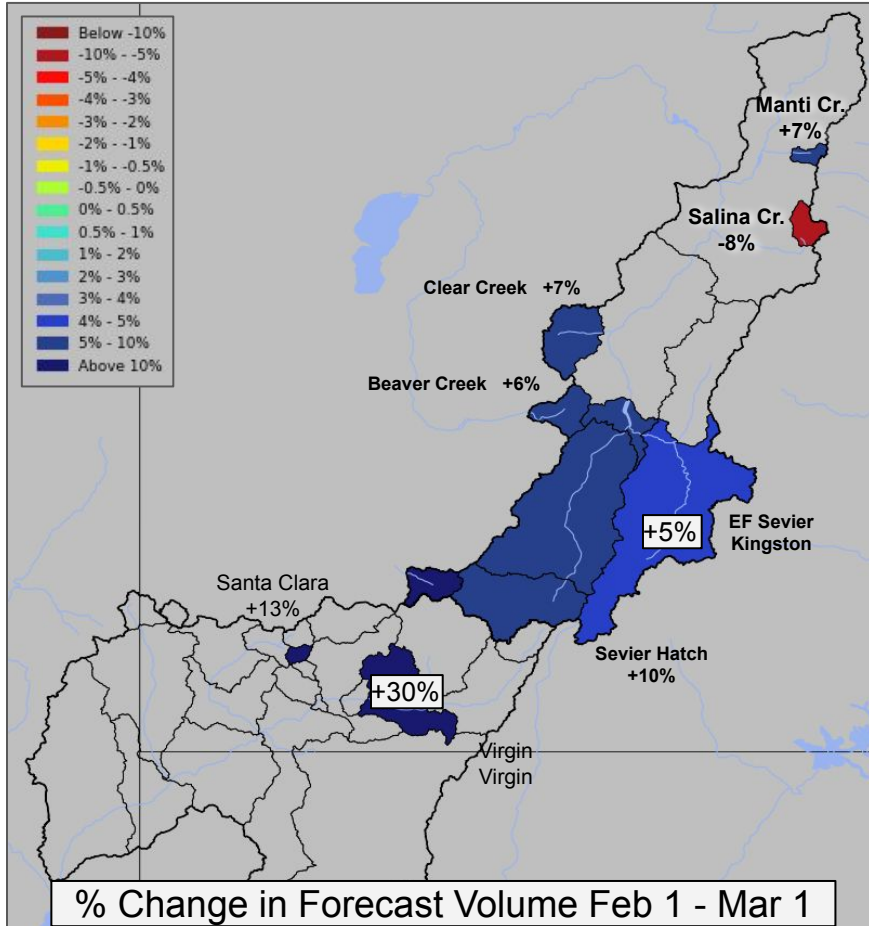 Below -10%
-10% - -5%
-5% - -4%
-4% - -3%
-3% - -2%
-2% - -1%
-1% - -0.5%
-0.5% - 0%
0% - 0.5%
0.5% - 1%
1% - 2%
2% - 3%
3% - 4%
4% - 5%
5% - 10%
Above 10%
Manti Cr.
+7%
Salina Cr.
-8%
Clear Creek +7%
Beaver Creek +6%
+5%
EF Sevier
Kingston
Santa Clara
+13%
Sevier Hatch
+10%
+30%
Virgin
Virgin
% Change in Forecast Volume Feb 1 - Mar 1